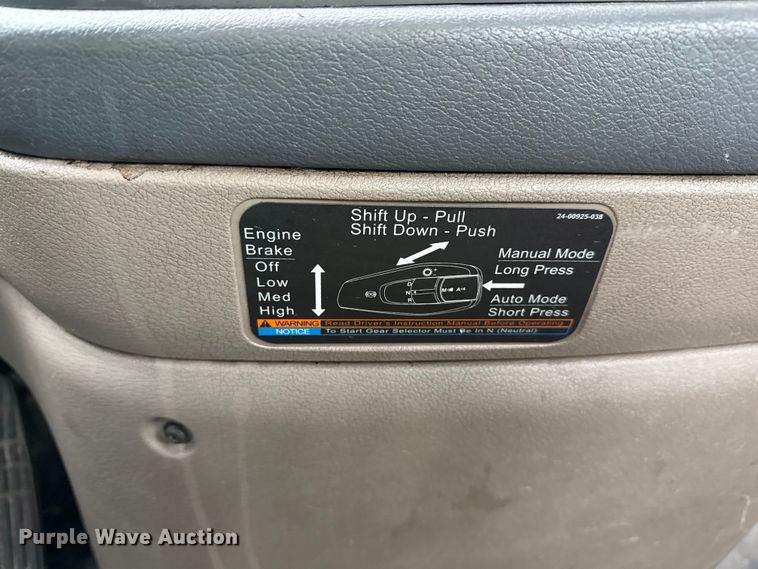 24-00925-038
Shift Up - Pull
Shift Down - Push
Engine
Brake
Off
Low
Med
High
Manual Mode
Long Press
Auto Mode
Short Press
D
N
R
M
A
WARNING Read Driver's Instruction Manual Before Operating
NOTICE To Start Gear Selector Must Be In N (Neutral)
Purple Wave Auction